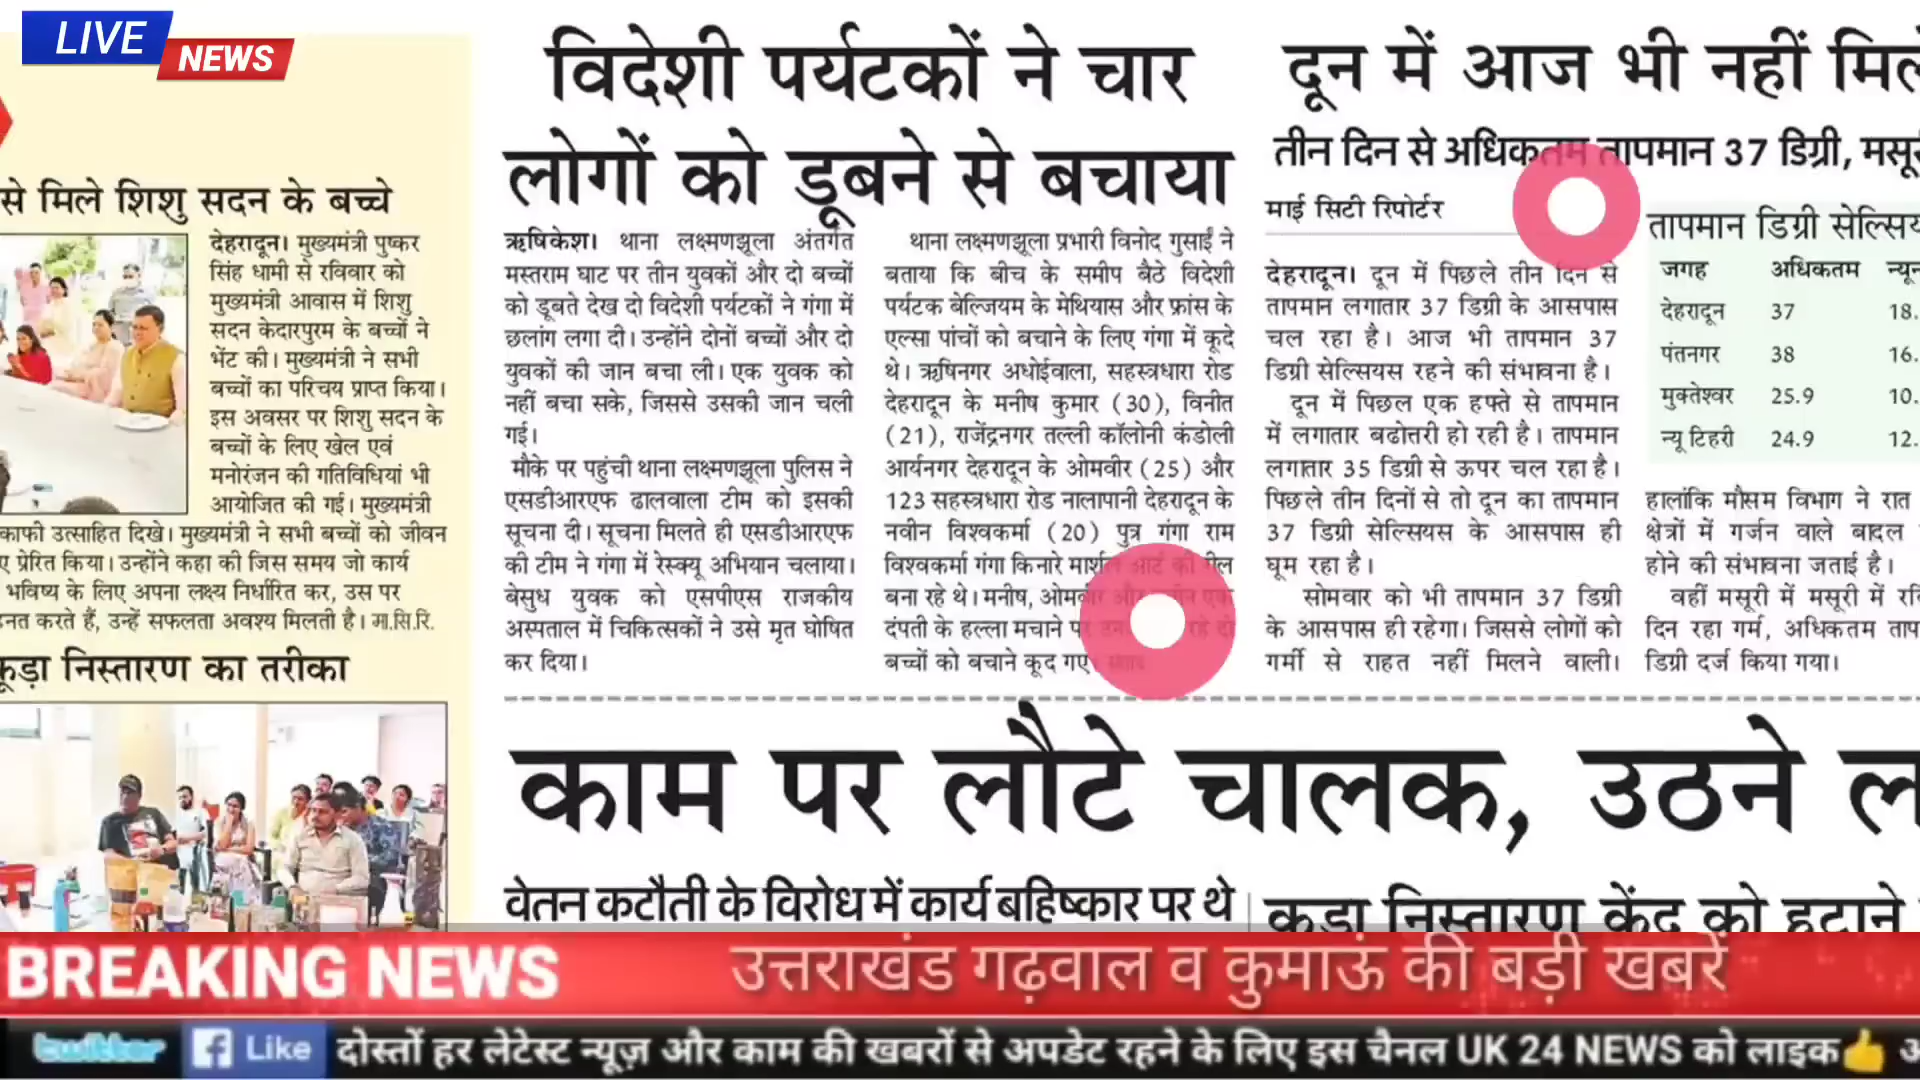 LIVE
NEWS
से मिले शिशु सदन के बच्चे
देहरादून। मुख्यमंत्री पुष्कर
सिंह धामी से रविवार को
मुख्यमंत्री आवास में शिशु
सदन केदारपुरम के बच्चों ने
भेंट की। मुख्यमंत्री ने सभी
बच्चों का परिचय प्राप्त किया।
इस अवसर पर शिशु सदन के
बच्चों के लिए खेल एवं
मनोरंजन की गतिविधियां भी
आयोजित की गई। मुख्यमंत्री
काफी उत्साहित दिखे। मुख्यमंत्री ने सभी बच्चों को जीवन
प्रेरित किया। उन्होंने कहा की जिस समय जो कार्य
भविष्य के लिए अपना लक्ष्य निर्धारित कर, उस पर
करते हैं, उन्हें सफलता अवश्य मिलती है। मा.सि.रि.
कूड़ा निस्तारण का तरीका
विदेशी पर्यटकों ने चार
लोगों को डूबने से बचाया
ऋषिकेश। थाना लक्ष्मणझूला अंतर्गत
मस्तराम घाट पर तीन युवकों और दो बच्चों
को डूबते देख दो विदेशी पर्यटकों ने गंगा में
छलांग लगा दी। उन्होंने दोनों बच्चों और दो
युवकों की जान बचा ली। एक युवक को
नहीं बचा सके, जिससे उसकी जान चली
गई।
मौके पर पहुंची थाना लक्ष्मणझूला पुलिस ने
एसडीआरएफ ढालवाला टीम को इसकी
सूचना दी। सूचना मिलते ही एसडीआरएफ
की टीम ने गंगा में रेस्क्यू अभियान चलाया।
बेसुध युवक को एसपीएस राजकीय
अस्पताल में चिकित्सकों ने उसे मृत घोषित
कर दिया।
थाना लक्ष्मणझूला प्रभारी विनोद गुसाईं ने
बताया कि बीच के समीप बैठे विदेशी
पर्यटक बेल्जियम के मेथियास और फ्रांस के
एल्सा पांचों को बचाने के लिए गंगा में कूदे
थे। ऋषिनगर अधोईवाला, सहस्त्रधारा रोड
देहरादून के मनीष कुमार (30), विनीत
(21), राजेंद्रनगर तल्ली कॉलोनी कंडोली
आर्यनगर देहरादून के ओमवीर (25) और
123 सहस्त्रधारा रोड नालापानी देहरादून के
नवीन विश्वकर्मा (20) पुत्र गंगा राम
विश्वकर्मा गंगा किनारे मार्शल आर्ट की रील
बना रहे थे। मनीष, ओमवीर और नवीन एक
दंपती के हल्ला मचाने पर
बच्चों को बचाने कूद गए।
दून में आज भी नहीं
तीन दिन से अधिकतम तापमान 37 डिग्री,
माई सिटी रिपोर्टर
देहरादून। दून में पिछले तीन दिन से
तापमान लगातार 37 डिग्री के आसपास
चल रहा है। आज भी तापमान 37
डिग्री सेल्सियस रहने की संभावना है।
दून में पिछल एक हफ्ते से तापमान
में लगातार बढोत्तरी हो रही है। तापमान
लगातार 35 डिग्री से ऊपर चल रहा है।
पिछले तीन दिनों से तो दून का तापमान
37 डिग्री सेल्सियस के आसपास ही
घूम रहा है।
सोमवार को भी तापमान 37 डिग्री
के आसपास ही रहेगा। जिससे लोगों को
गर्मी से राहत नहीं मिलने वाली।
तापमान डिग्री
जगह अधिकतम
देहरादून 37 18.
पंतनगर 38 16.
मुक्तेश्वर 25.9 10.
न्यू टिहरी 24.9 12.
हालांकि मौसम विभाग ने रात
क्षेत्रों में गर्जन वाले बादल
होने की संभावना जताई है।
वहीं मसूरी में मसूरी में
दिन रहा गर्म, अधिकतम
डिग्री दर्ज किया गया।
काम पर लौटे चालक, उठने
वेतन कटौती के विरोध में कार्य बहिष्कार पर थे
कूड़ा निस्तारण केंद्र को हटाने
BREAKING NEWS
उत्तराखंड गढ़वाल व कुमाऊं की बड़ी खबरें
twitter
f Like
दोस्तों हर लेटेस्ट न्यूज़ और काम की खबरों से अपडेट रहने के लिए इस चैनल UK 24 NEWS को लाइक👍